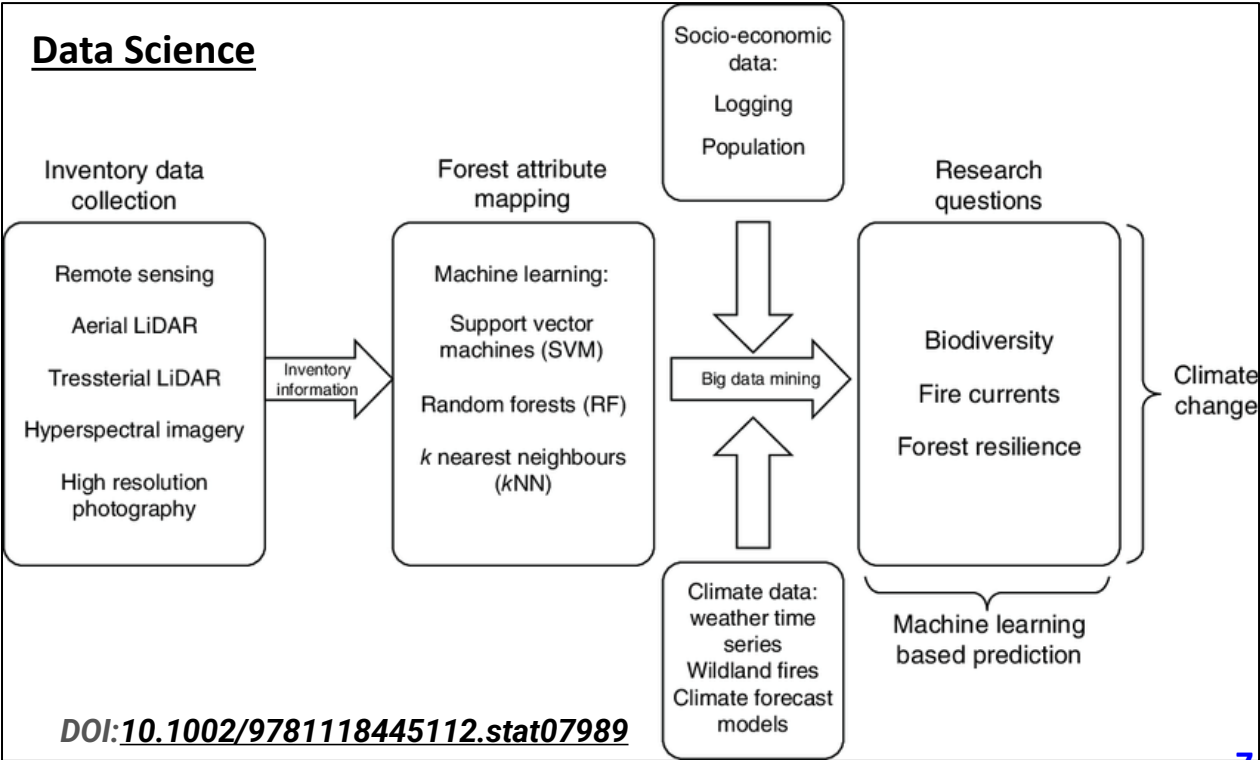 Data Science
Socio-economic
data:
Logging
Population
Inventory data
collection
Remote sensing
Aerial LiDAR
Tressterial LiDAR
Hyperspectral imagery
High resolution
photography
Inventory
information
Forest attribute
mapping
Machine learning:
Support vector
machines (SVM)
Random forests (RF)
k nearest neighbours
(kNN)
Big data mining
Climate data:
weather time
series
Wildland fires
Climate forecast
models
Research
questions
Biodiversity
Fire currents
Forest resilience
Climate
change
Machine learning
based prediction
DOI:10.1002/9781118445112.stat07989